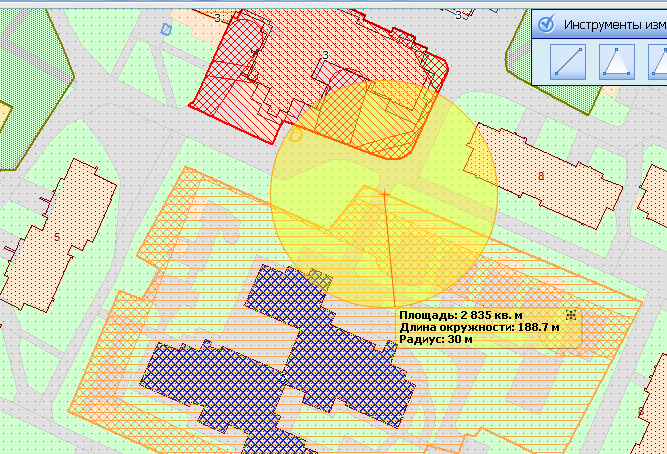 3
3
3
Инструменты изм
8
5
Площадь: 2 835 кв. м
Длина окружности: 188.7 м
Радиус: 30 м